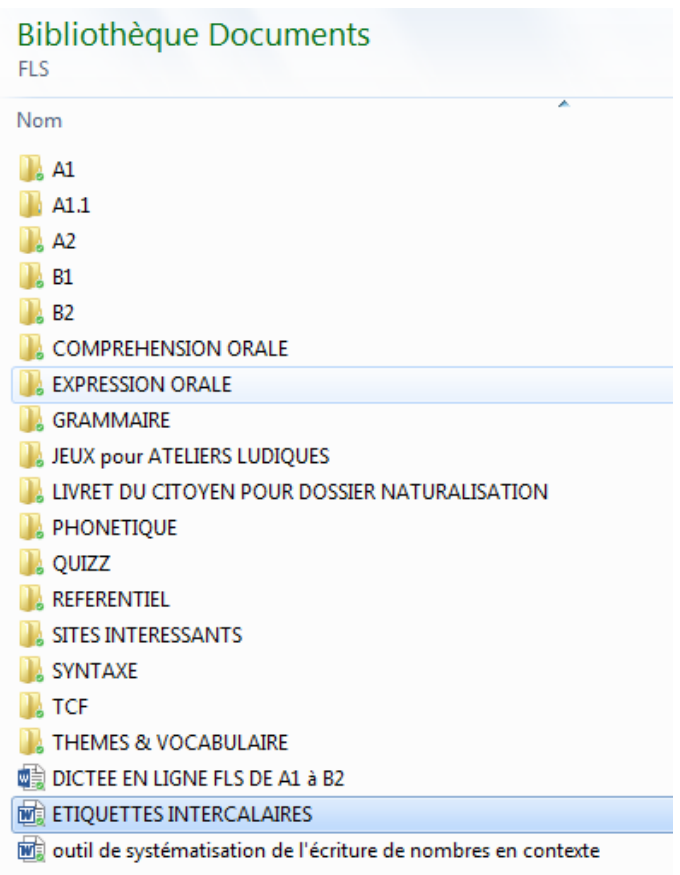 Bibliothèque Documents
FLS
Nom
A1
A1.1
A2
B1
B2
COMPREHENSION ORALE
EXPRESSION ORALE
GRAMMAIRE
JEUX pour ATELIERS LUDIQUES
LIVRET DU CITOYEN POUR DOSSIER NATURALISATION
PHONETIQUE
QUIZZ
REFERENTIEL
SITES INTERESSANTS
SYNTAXE
TCF
THEMES & VOCABULAIRE
DICTEE EN LIGNE FLS DE A1 à B2
ETIQUETTES INTERCALAIRES
outil de systématisation de l'écriture de nombres en contexte